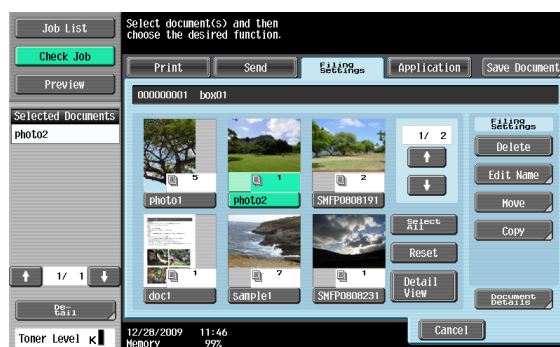 Select document(s) and then
choose the desired function.
Job List
Check Job
Preview
Selected Documents
photo2
1/ 1
De-
tail
Toner Level K
Print
Send
Filing
Settings
Application
Save Document
000000001 box01
5
photo1
1
photo2
2
SMFP0808191
1
doc1
7
sample1
1
SMFP0808231
1/ 2
Select
All
Reset
Detail
View
Filing
Settings
Delete
Edit Name
Move
Copy
Document
Details
Cancel
12/28/2009 11:46
Memory 99%